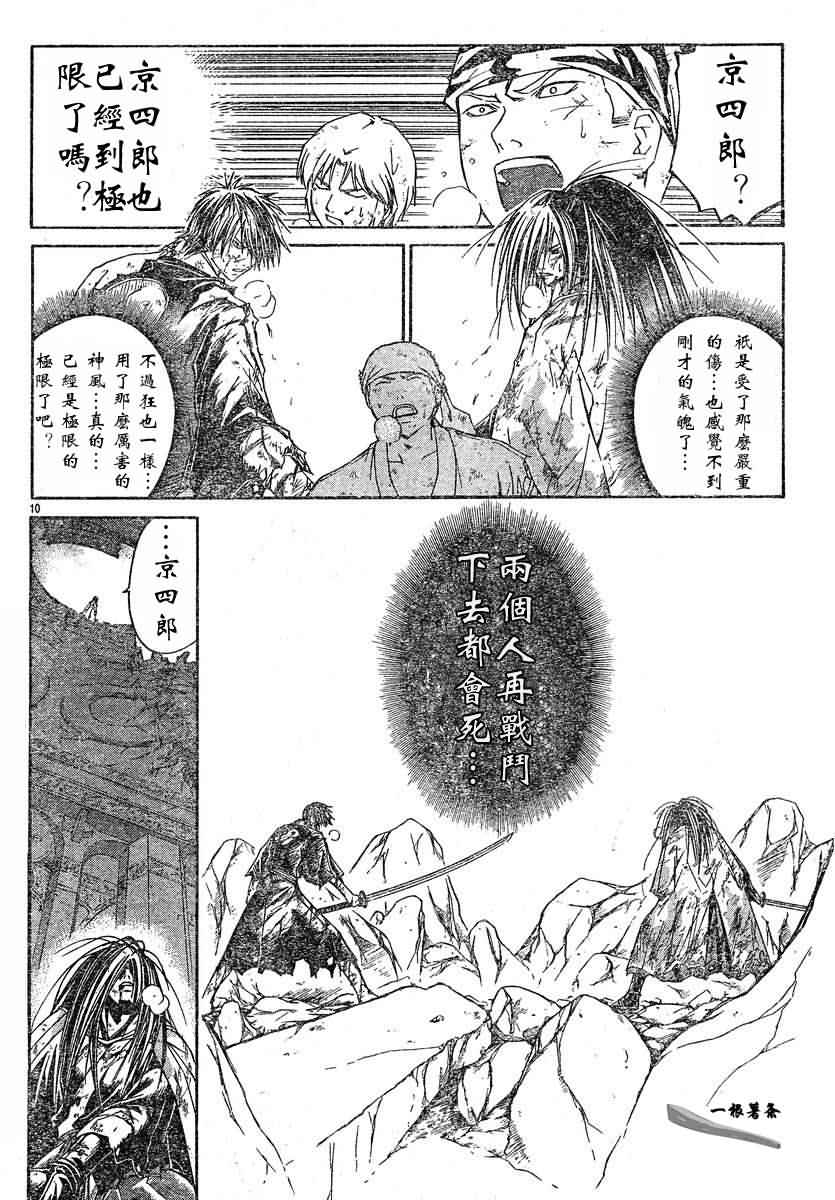 京四郎？
京四郎也
已經到極
限了嗎？
祇是受了那麼嚴重
的傷…也感覺不到
剛才的氣魄了…
不過狂也一樣…
用了那麼厲害的
神風…真的…
已經是極限的
極限了吧？
10
兩個人再戰鬥
下去都會死…
…京四郎
一根薯条